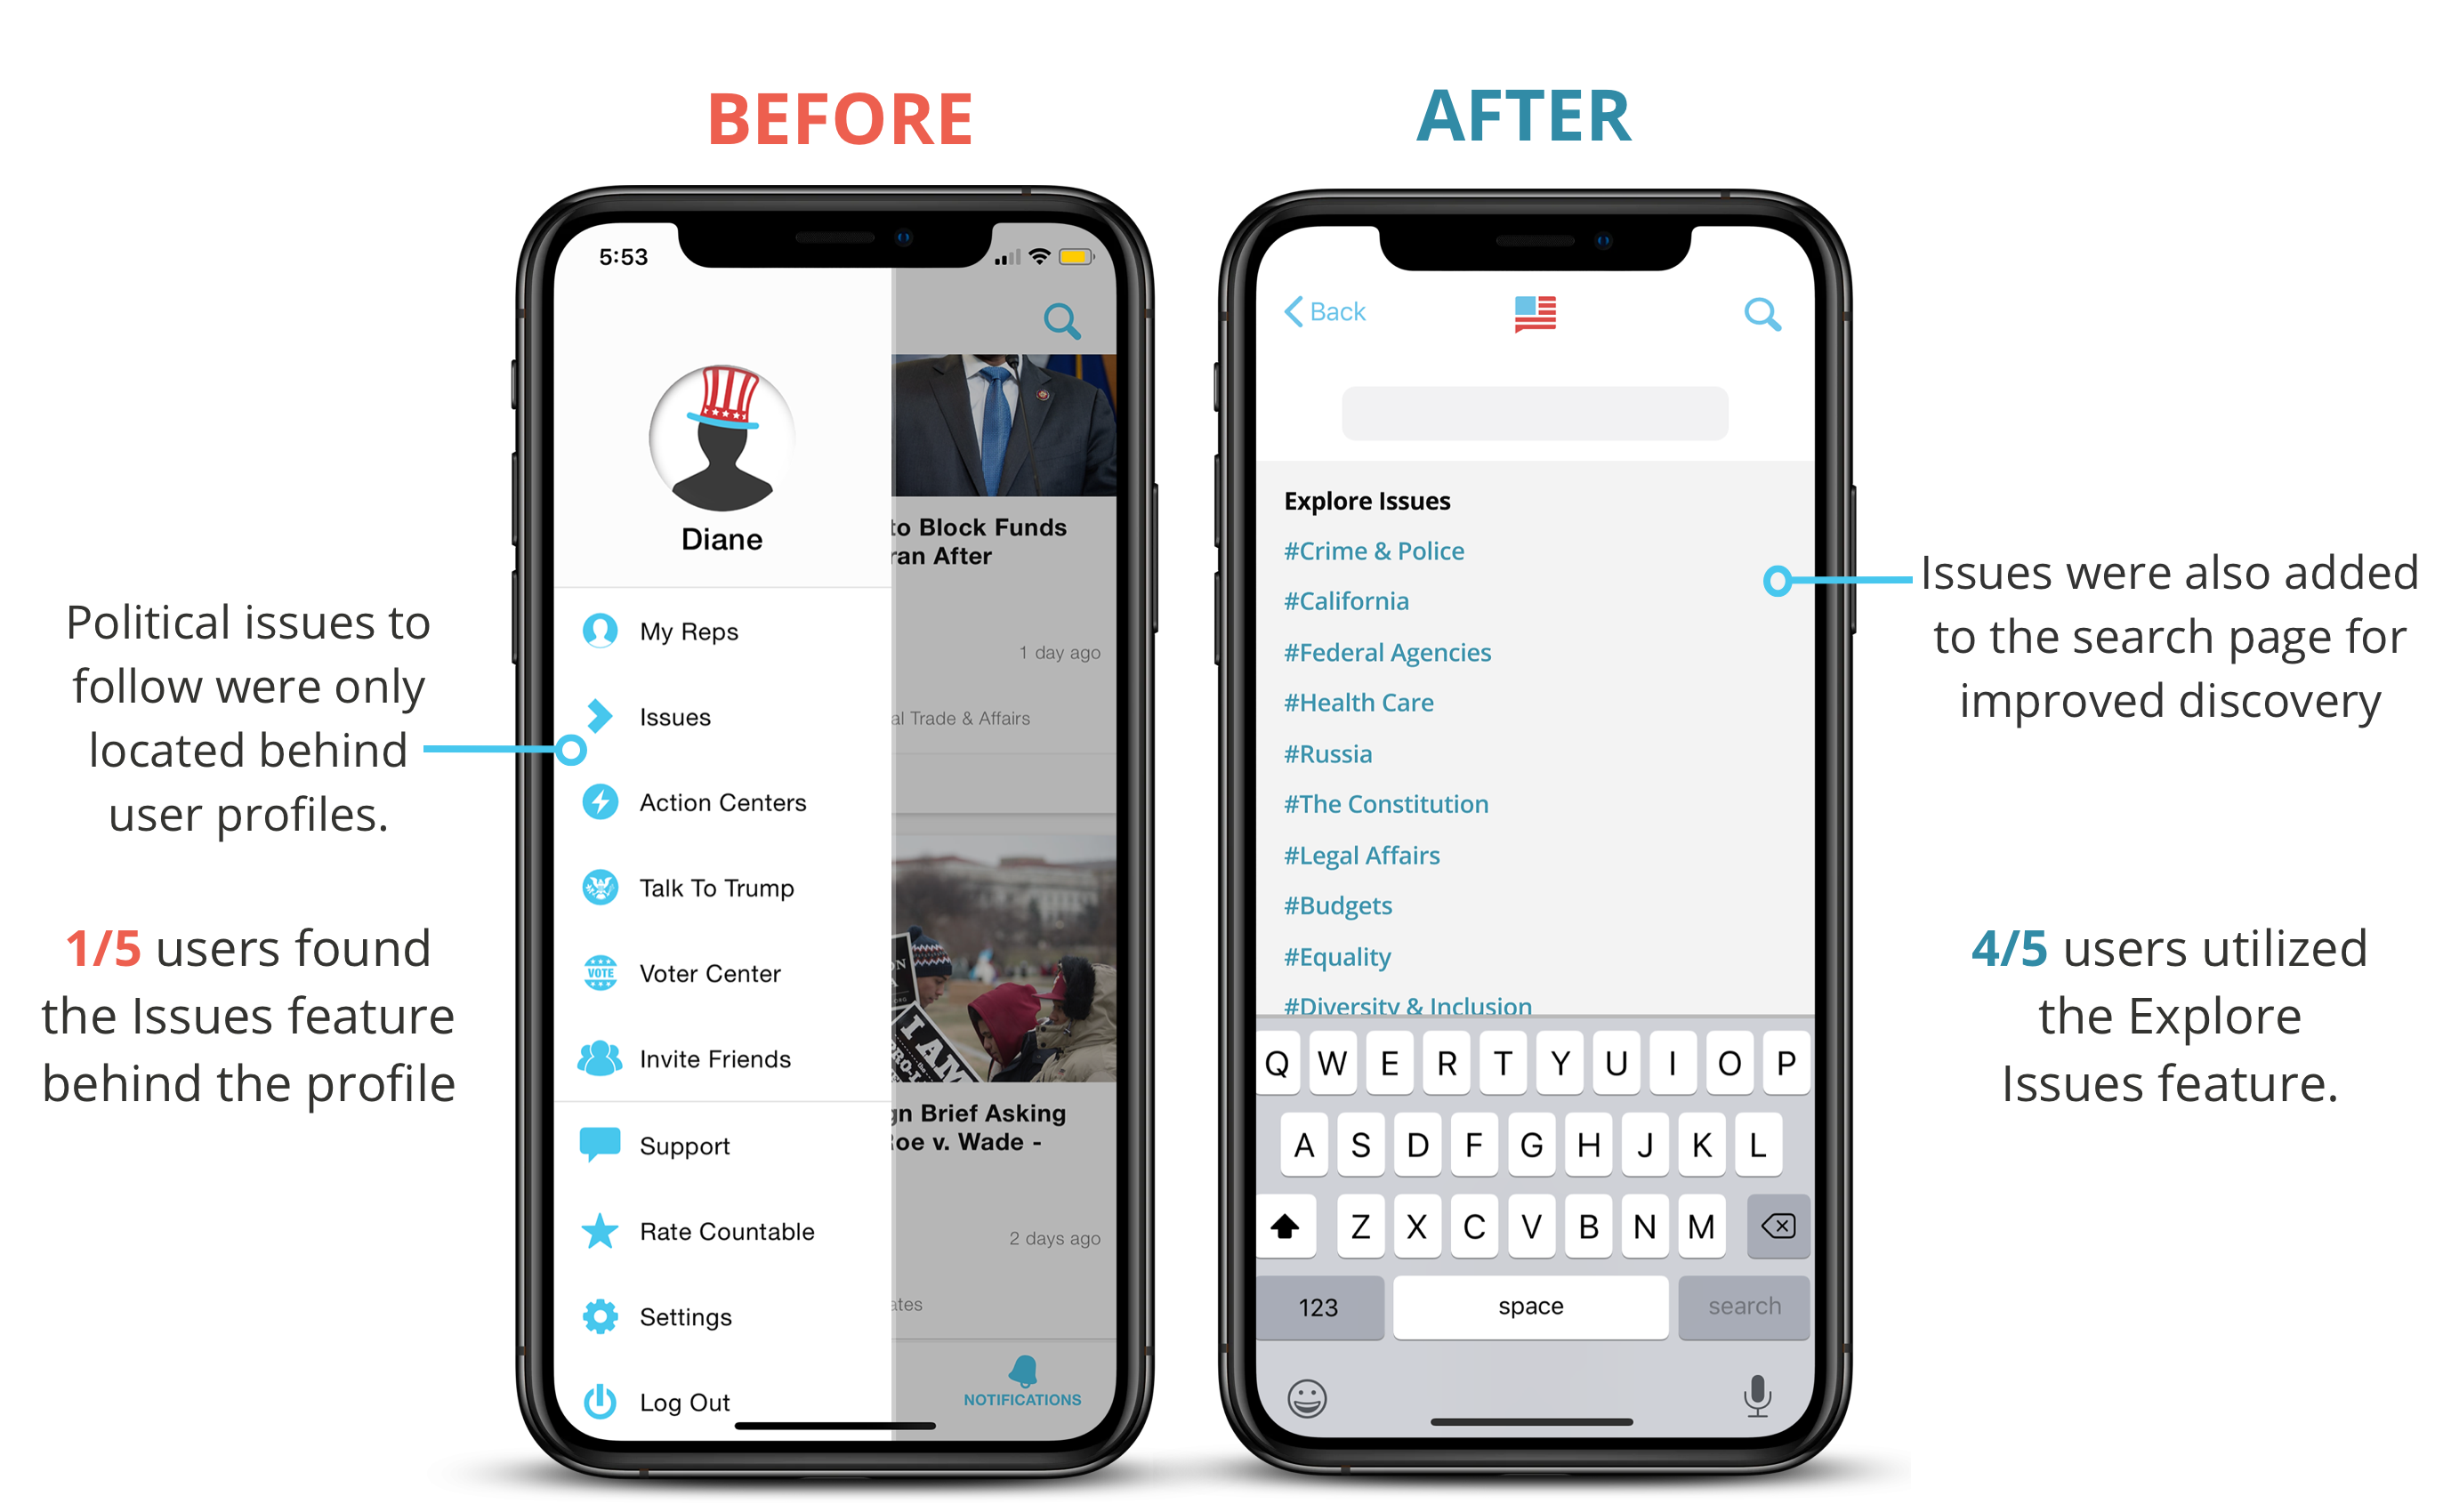 BEFORE
AFTER
Political issues to
follow were only
located behind
user profiles.
1/5 users found
the Issues feature
behind the profile
5:53
Diane
My Reps
Issues
Action Centers
Talk To Trump
VOTE
Voter Center
Invite Friends
Support
Rate Countable
Settings
Log Out
to Block Funds
ran After
1 day ago
al Trade & Affairs
I AM
gn Brief Asking
Roe v. Wade -
2 days ago
ates
NOTIFICATIONS
Back
Explore Issues
#Crime & Police
#California
#Federal Agencies
#Health Care
#Russia
#The Constitution
#Legal Affairs
#Budgets
#Equality
#Diversity & Inclusion
Q W E R T Y U I O P
A S D F G H J K L
Z X C V B N M
123 space search
Issues were also added
to the search page for
improved discovery
4/5 users utilized
the Explore
Issues feature.